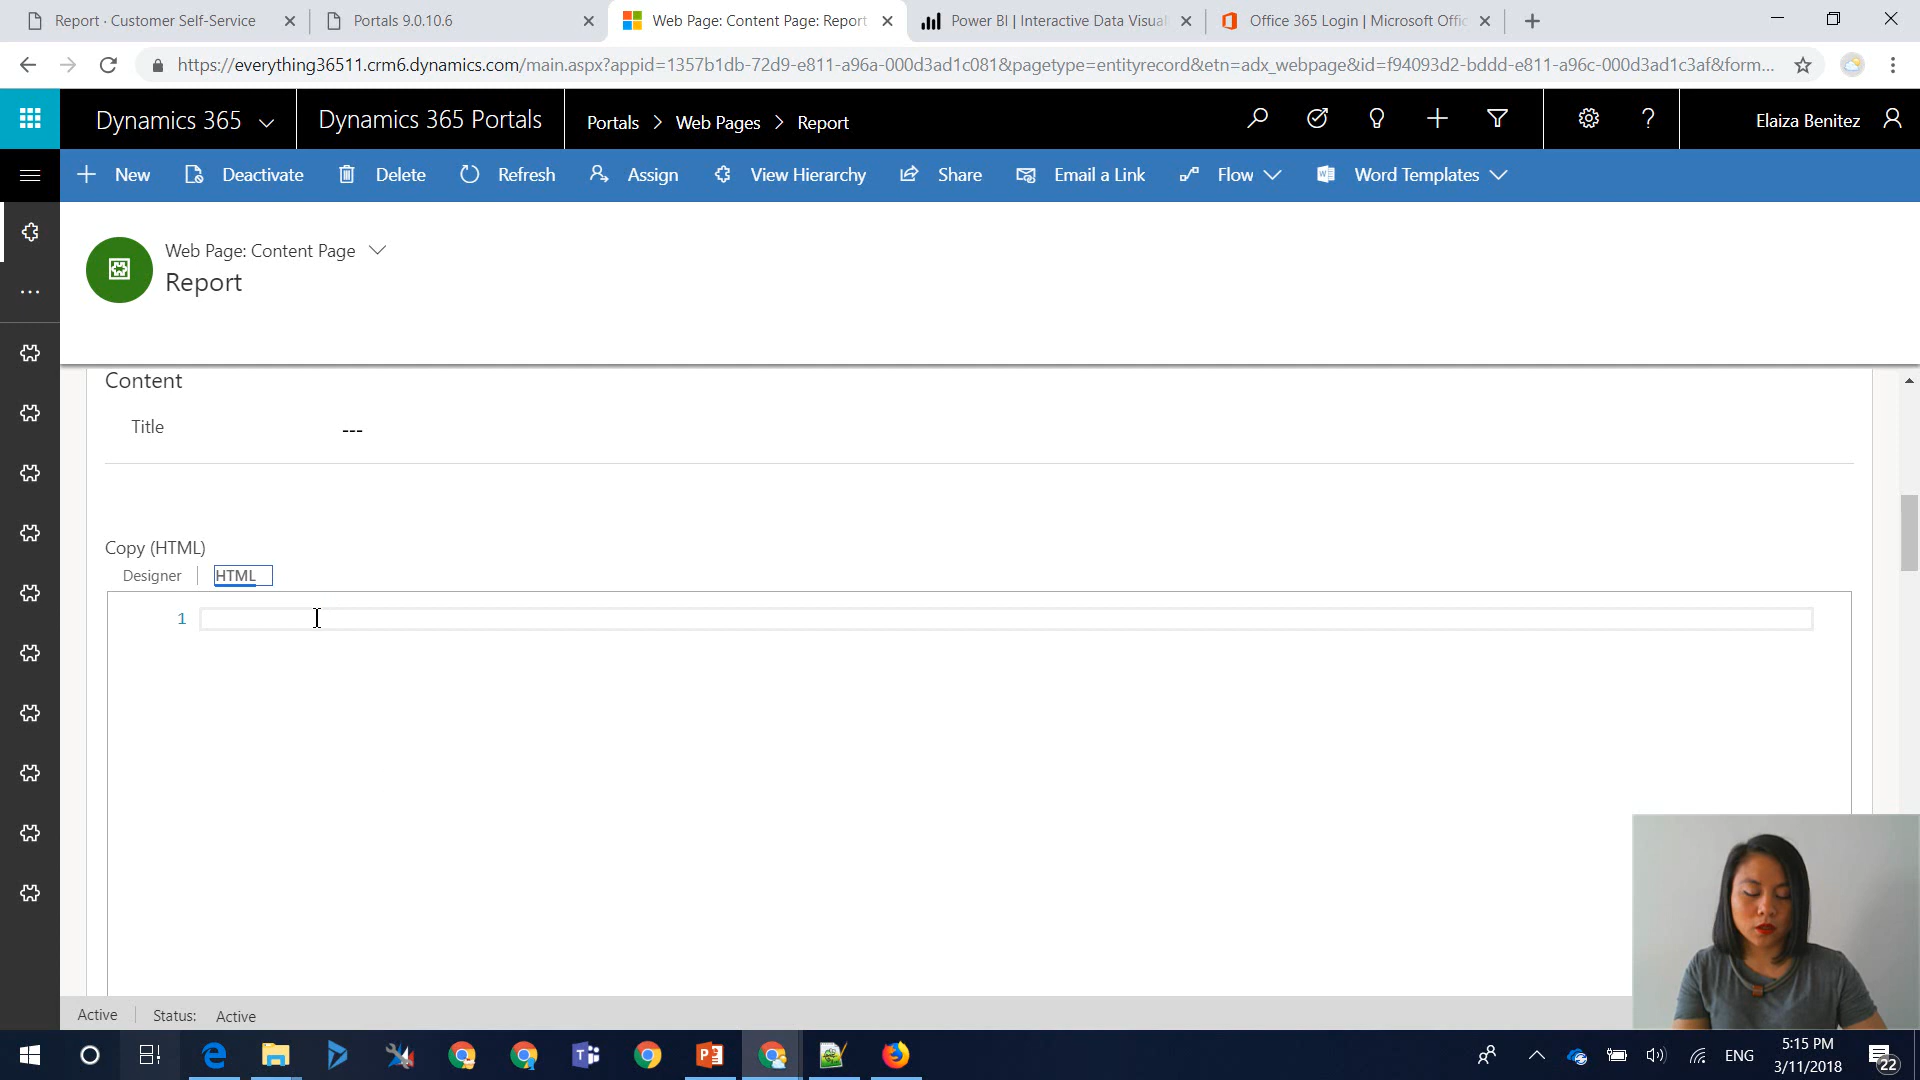 Report · Customer Self-Service
Portals 9.0.10.6
Web Page: Content Page: Report
Power BI | Interactive Data Visual
Office 365 Login | Microsoft Offic
https://everything36511.crm6.dynamics.com/main.aspx?appid=1357b1db-72d9-e811-a96a-000d3ad1c081&pagetype=entityrecord&etn=adx_webpage&id=f94093d2-bddd-e811-a96c-000d3ad1c3af&form...
Dynamics 365
Dynamics 365 Portals
Portals > Web Pages > Report
Elaiza Benitez
New
Deactivate
Delete
Refresh
Assign
View Hierarchy
Share
Email a Link
Flow
Word Templates
Web Page: Content Page
Report
Content
Title
---
Copy (HTML)
Designer
HTML
1
Active
Status: Active
ENG
5:15 PM
3/11/2018
22